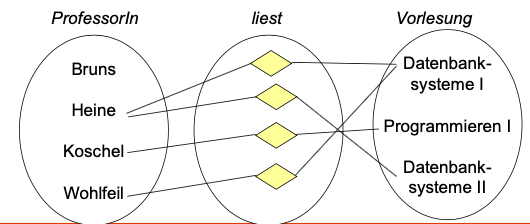 ProfessorIn
liest
Vorlesung
Bruns
Heine
Koschel
Wohlfeil
Datenbank-
systeme I
Programmieren I
Datenbank-
systeme II